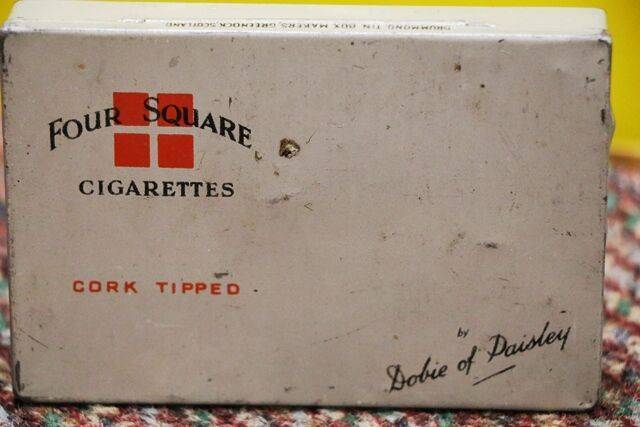 DRUMMOND TIN BOX MAKERS, GREENOCK, SCOTLAND
FOUR SQUARE
CIGARETTES
CORK TIPPED
by
Dobie of Paisley